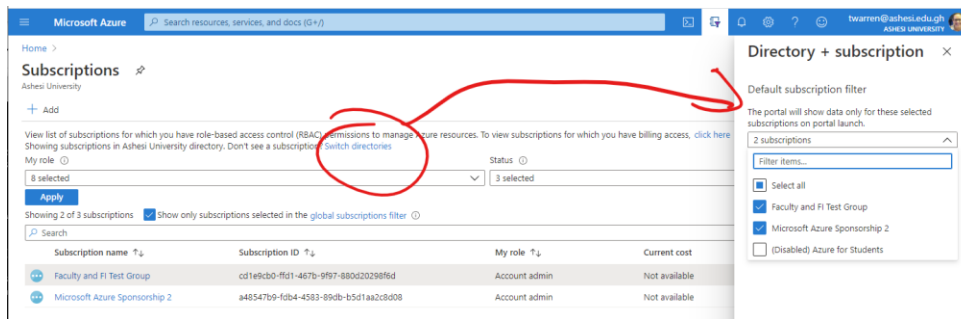 Microsoft Azure
Search resources, services, and docs (G+/)
twarren@ashesi.edu.gh
ASHESI UNIVERSITY
Home >
Subscriptions
Ashesi University
+ Add
View list of subscriptions for which you have role-based access control (RBAC) permissions to manage Azure resources. To view subscriptions for which you have billing access, click here
Showing subscriptions in Ashesi University directory. Don't see a subscription? Switch directories
My role
Status
8 selected
3 selected
Apply
Showing 2 of 3 subscriptions
Show only subscriptions selected in the global subscriptions filter
Search
Subscription name ↑↓ Subscription ID ↑↓ My role ↑↓ Current cost
Faculty and FI Test Group cd1e9cb0-ffd1-467b-9f97-880d20298f6d Account admin Not available
Microsoft Azure Sponsorship 2 a48547b9-fdb4-4583-89db-b5d1aa2c8d08 Account admin Not available
Directory + subscription
Default subscription filter
The portal will show data only for these selected
subscriptions on portal launch.
2 subscriptions
Filter items...
Select all
Faculty and FI Test Group
Microsoft Azure Sponsorship 2
(Disabled) Azure for Students